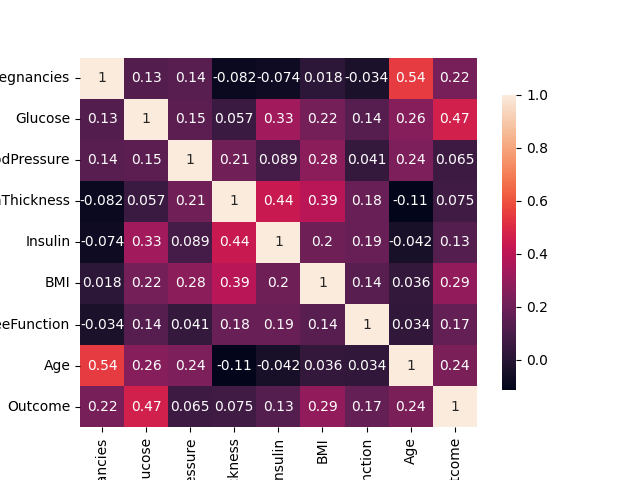 egnancies 1 0.13 0.14 -0.082 -0.074 0.018 -0.034 0.54 0.22
Glucose 0.13 1 0.15 0.057 0.33 0.22 0.14 0.26 0.47
dPressure 0.14 0.15 1 0.21 0.089 0.28 0.041 0.24 0.065
Thickness -0.082 0.057 0.21 1 0.44 0.39 0.18 -0.11 0.075
Insulin -0.074 0.33 0.089 0.44 1 0.2 0.19 -0.042 0.13
BMI 0.018 0.22 0.28 0.39 0.2 1 0.14 0.036 0.29
eeFunction -0.034 0.14 0.041 0.18 0.19 0.14 1 0.034 0.17
Age 0.54 0.26 0.24 -0.11 -0.042 0.036 0.034 1 0.24
Outcome 0.22 0.47 0.065 0.075 0.13 0.29 0.17 0.24 1
ancies ucose ssure kness nsulin BMI nction Age tcome
1.0
0.8
0.6
0.4
0.2
0.0